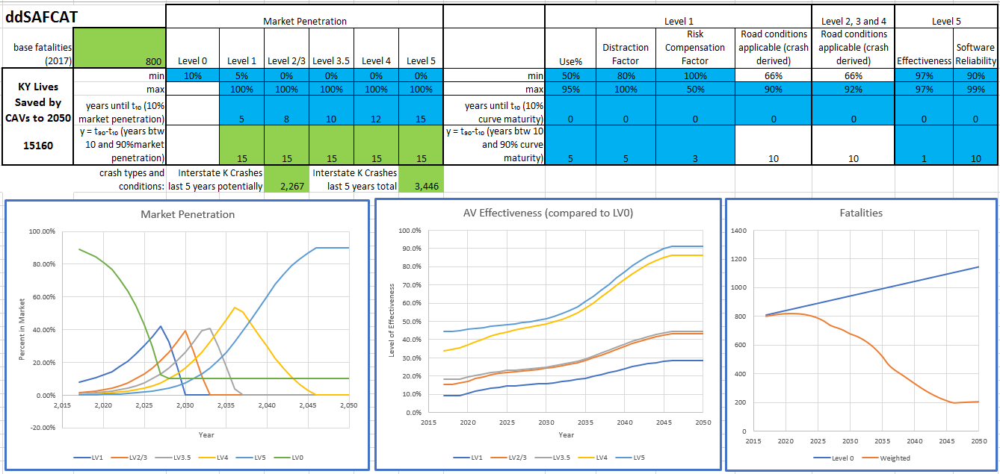 ddSAFCAT
Market Penetration
Level 1
Level 2, 3 and 4
Level 5
base fatalities
(2017)
800
Level 0
Level 1
Level 2/3
Level 3.5
Level 4
Level 5
Use%
Distraction
Factor
Risk
Compensation
Factor
Road conditions
applicable (crash
derived)
Road conditions
applicable (crash
derived)
Effectiveness
Software
Reliability
KY Lives
Saved by
CAVs to 2050
15160
min
10%
5%
0%
0%
0%
0%
min
50%
80%
100%
66%
66%
97%
90%
max
100%
100%
100%
100%
100%
max
95%
100%
50%
90%
92%
97%
99%
years until t₁₀ (10%
market penetration)
5
8
10
12
15
years until t₁₀ (10%
curve maturity)
0
0
0
0
0
0
0
y = t₉₀-t₁₀ (years btw
10 and 90%market
penetration)
15
15
15
15
15
y = t₉₀-t₁₀ (years btw 10
and 90% curve
maturity)
5
5
3
10
10
1
10
crash types and
conditions:
Interstate K Crashes
last 5 years potentially
2,267
Interstate K Crashes
last 5 years total
3,446
Market Penetration
100.00%
80.00%
60.00%
40.00%
20.00%
0.00%
-20.00%
Percent in Market
2,015
2,020
2,025
2,030
2,035
2,040
2,045
2,050
Year
LV1
LV2/3
LV3.5
LV4
LV5
LV0
AV Effectiveness (compared to LV0)
100.0%
90.0%
80.0%
70.0%
60.0%
50.0%
40.0%
30.0%
20.0%
10.0%
0.0%
Level of Effectiveness
2015
2020
2025
2030
2035
2040
2045
2050
Year
LV1
LV2/3
LV3.5
LV4
LV5
Fatalities
1400
1200
1000
800
600
400
200
0
2015
2020
2025
2030
2035
2040
2045
2050
Level 0
Weighted